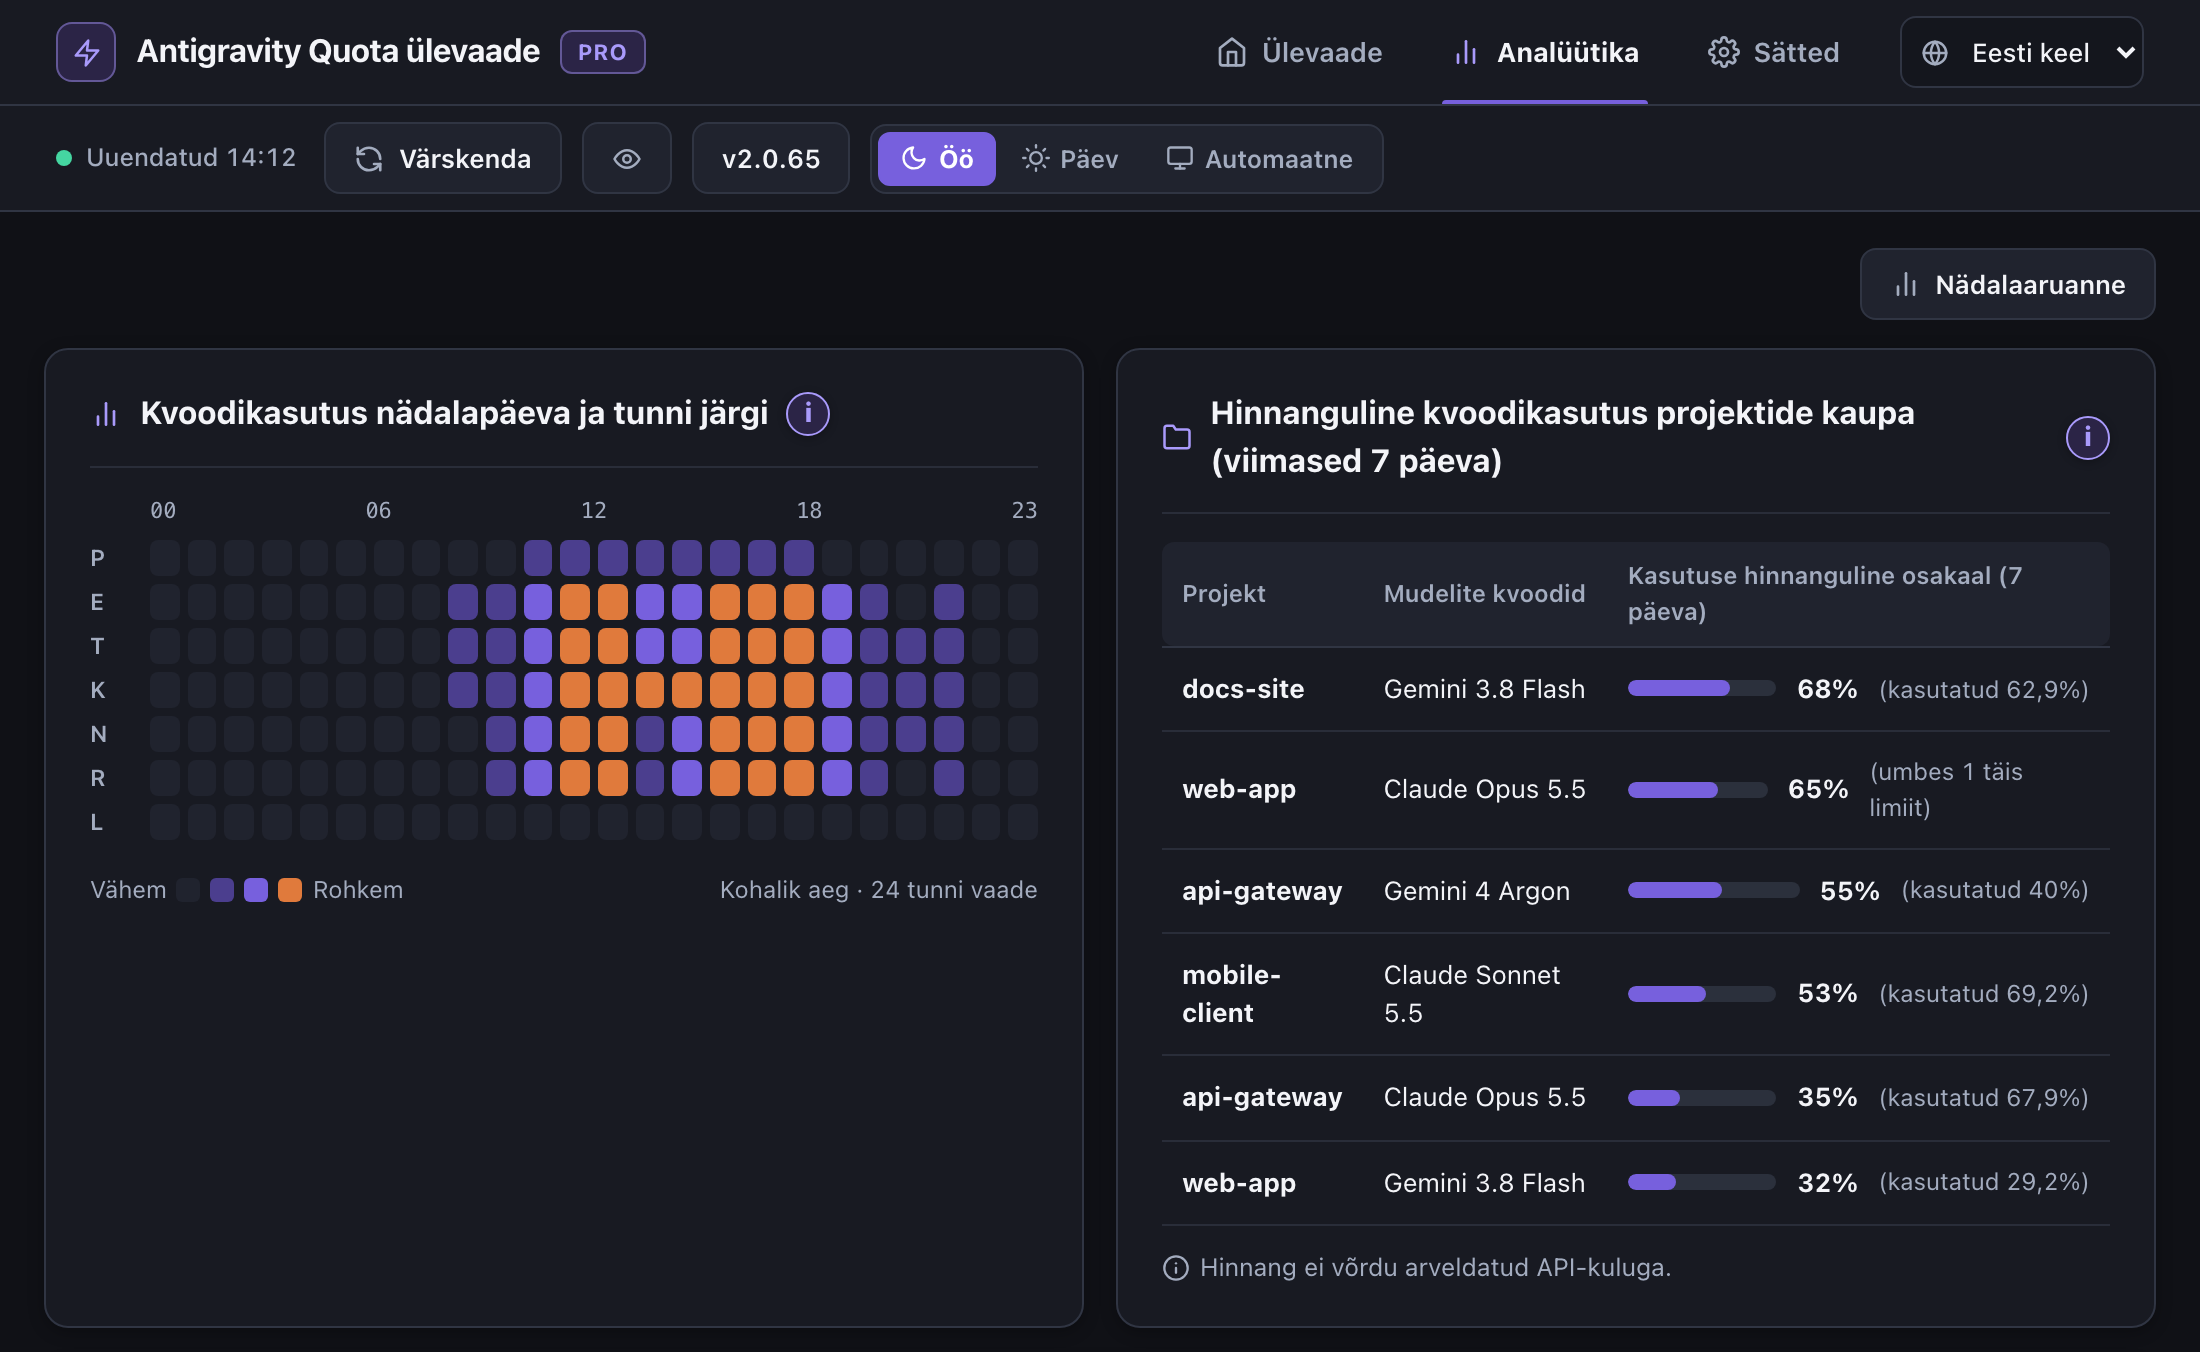 Antigravity Quota ülevaade PRO
Ülevaade
Analüütika
Sätted
Eesti keel
Uuendatud 14:12
Värskenda
v2.0.65
Öö
Päev
Automaatne
Nädalaaruanne
Kvoodikasutus nädalapäeva ja tunni järgi
00 06 12 18 23
P
E
T
K
N
R
L
Vähem Rohkem
Kohalik aeg · 24 tunni vaade
Hinnanguline kvoodikasutus projektide kaupa
(viimased 7 päeva)
Projekt
Mudelite kvoodid
Kasutuse hinnanguline osakaal (7
päeva)
docs-site Gemini 3.8 Flash 68% (kasutatud 62,9%)
web-app Claude Opus 5.5 65% (umbes 1 täis
limiit)
api-gateway Gemini 4 Argon 55% (kasutatud 40%)
mobile-
client
Claude Sonnet
5.5
53% (kasutatud 69,2%)
api-gateway Claude Opus 5.5 35% (kasutatud 67,9%)
web-app Gemini 3.8 Flash 32% (kasutatud 29,2%)
Hinnang ei võrdu arveldatud API-kuluga.